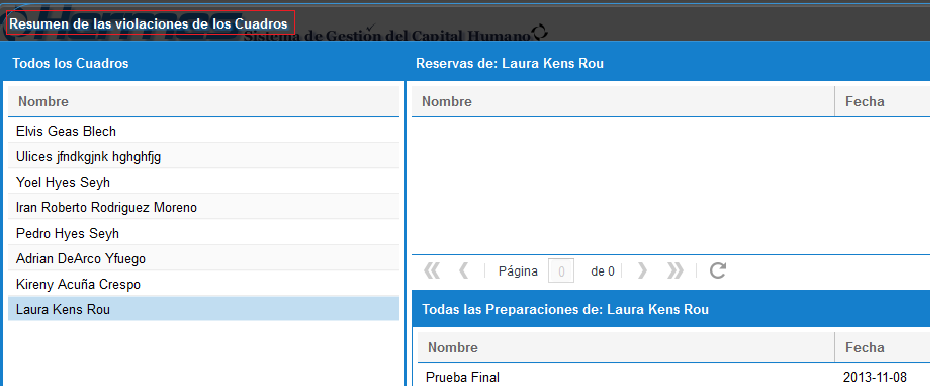 Resumen de las violaciones de los Cuadros
Sistema de Gestión del Capital Humano
Todos los Cuadros
Nombre
Elvis Geas Blech
Ulices jfndkgjnk hghghfjg
Yoel Hyes Seyh
Iran Roberto Rodriguez Moreno
Pedro Hyes Seyh
Adrian DeArco Yfuego
Kireny Acuña Crespo
Laura Kens Rou
Reservas de: Laura Kens Rou
Nombre Fecha
Página 0 de 0
Todas las Preparaciones de: Laura Kens Rou
Nombre Fecha
Prueba Final 2013-11-08